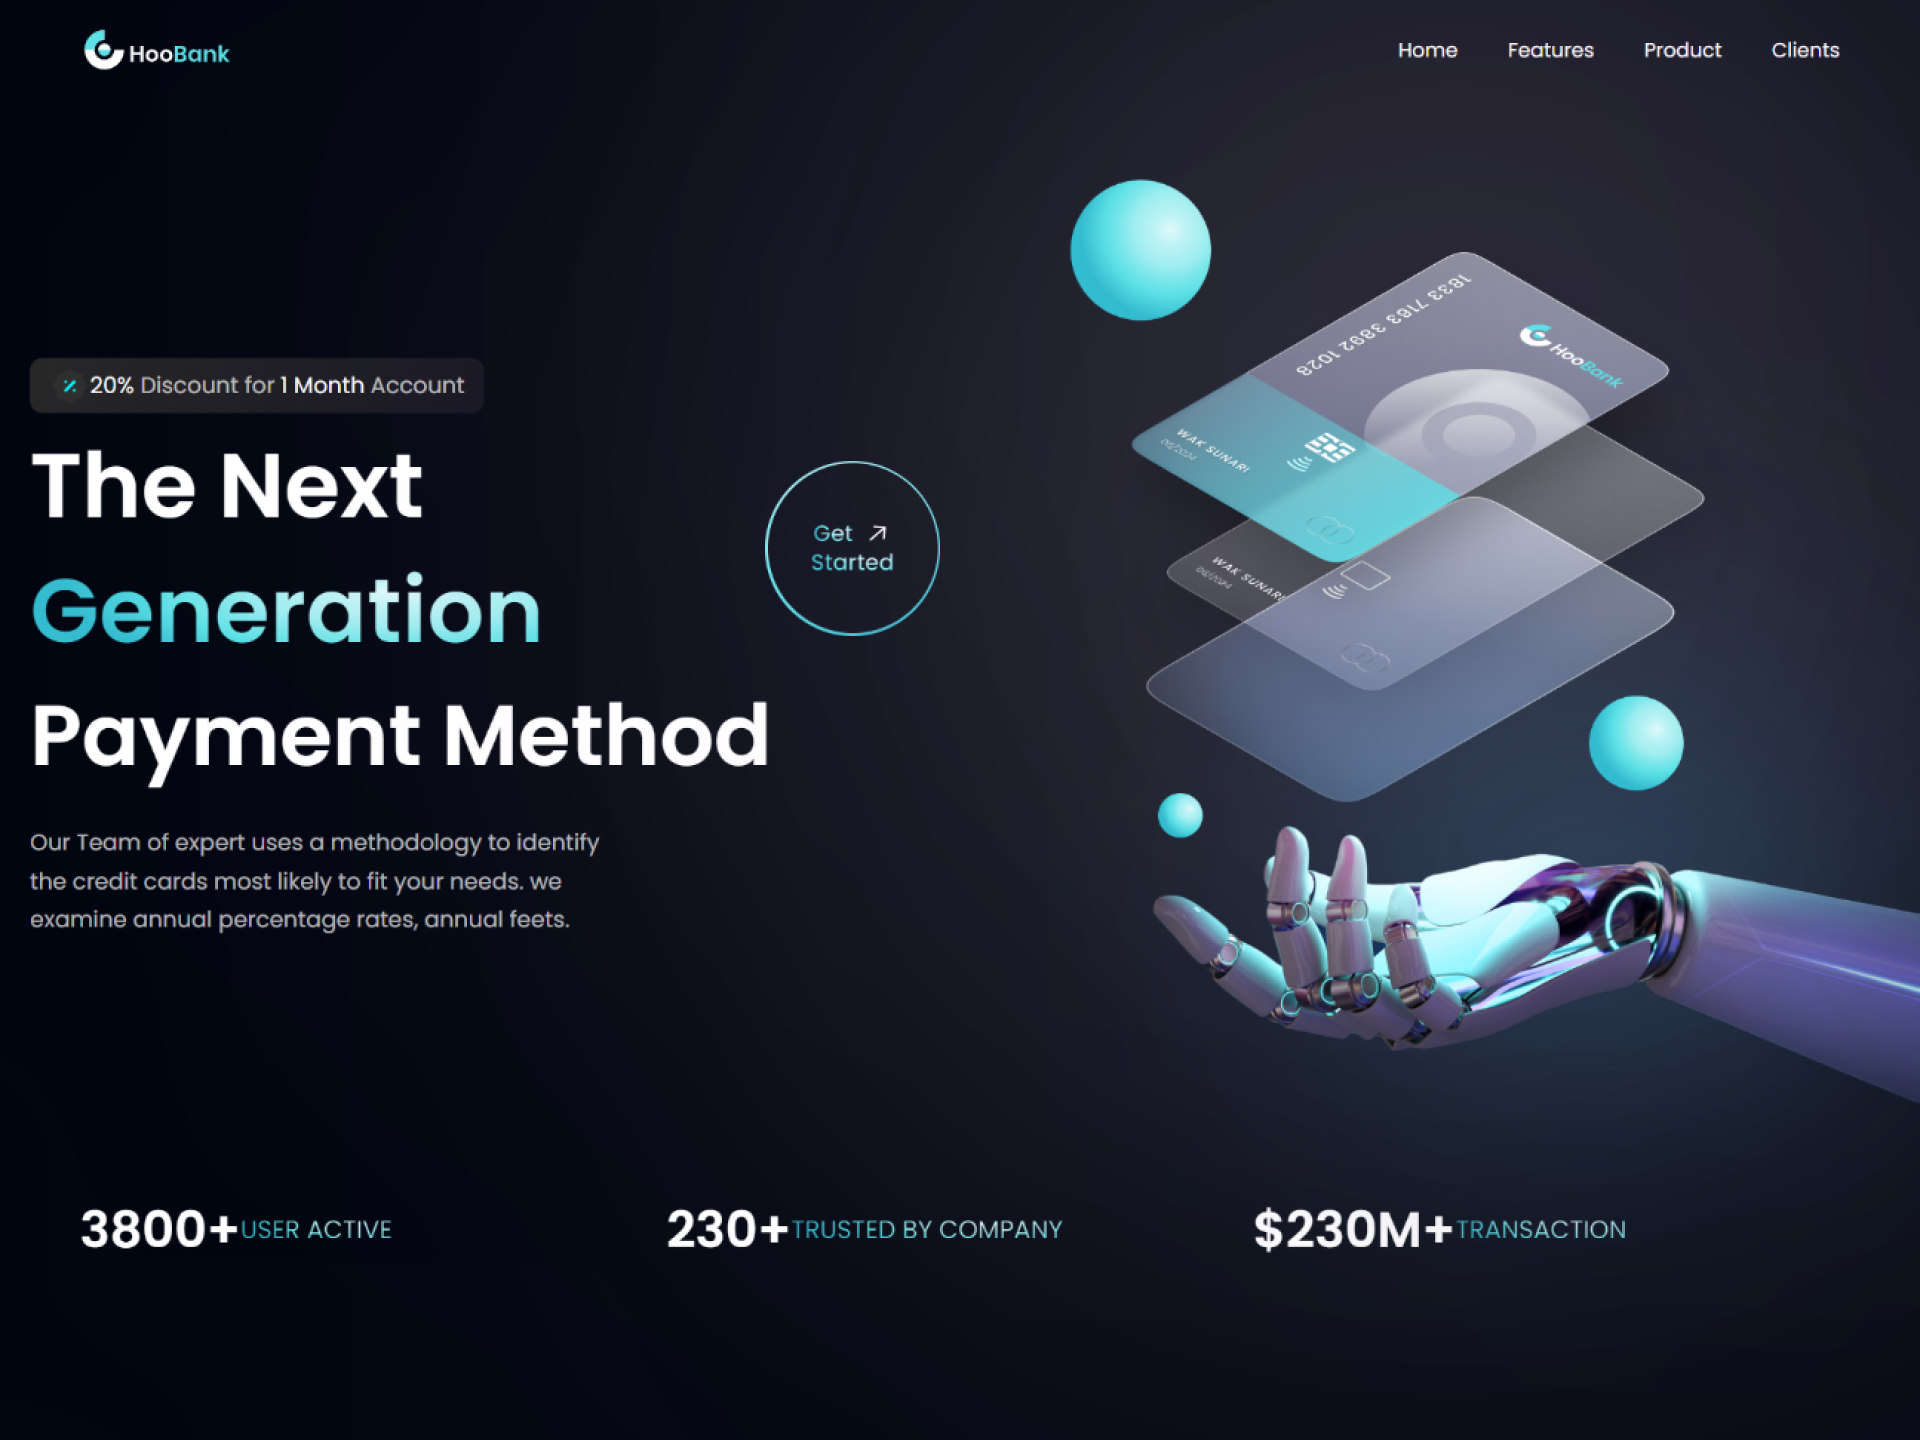 HooBank
Home Features Product Clients
20% Discount for 1 Month Account
The Next
Generation
Payment Method
Get
Started
Our Team of expert uses a methodology to identify
the credit cards most likely to fit your needs. we
examine annual percentage rates, annual feets.
1833 7163 3892 1028
HooBank
WAK SUNARI
06/2024
WAK SUNARE
06/2024
3800+ USER ACTIVE
230+ TRUSTED BY COMPANY
$230M+ TRANSACTION